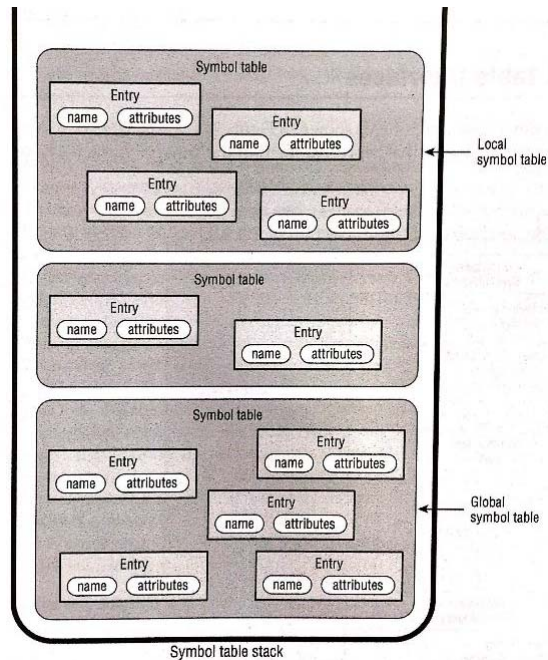 Symbol table
Entry
name attributes
Entry
name attributes
Entry
name attributes
Entry
name attributes
Local
symbol table
Symbol table
Entry
name attributes
Entry
name attributes
Symbol table
Entry
name attributes
Entry
name attributes
Entry
name attributes
Entry
name attributes
Entry
name attributes
Global
symbol table
Symbol table stack